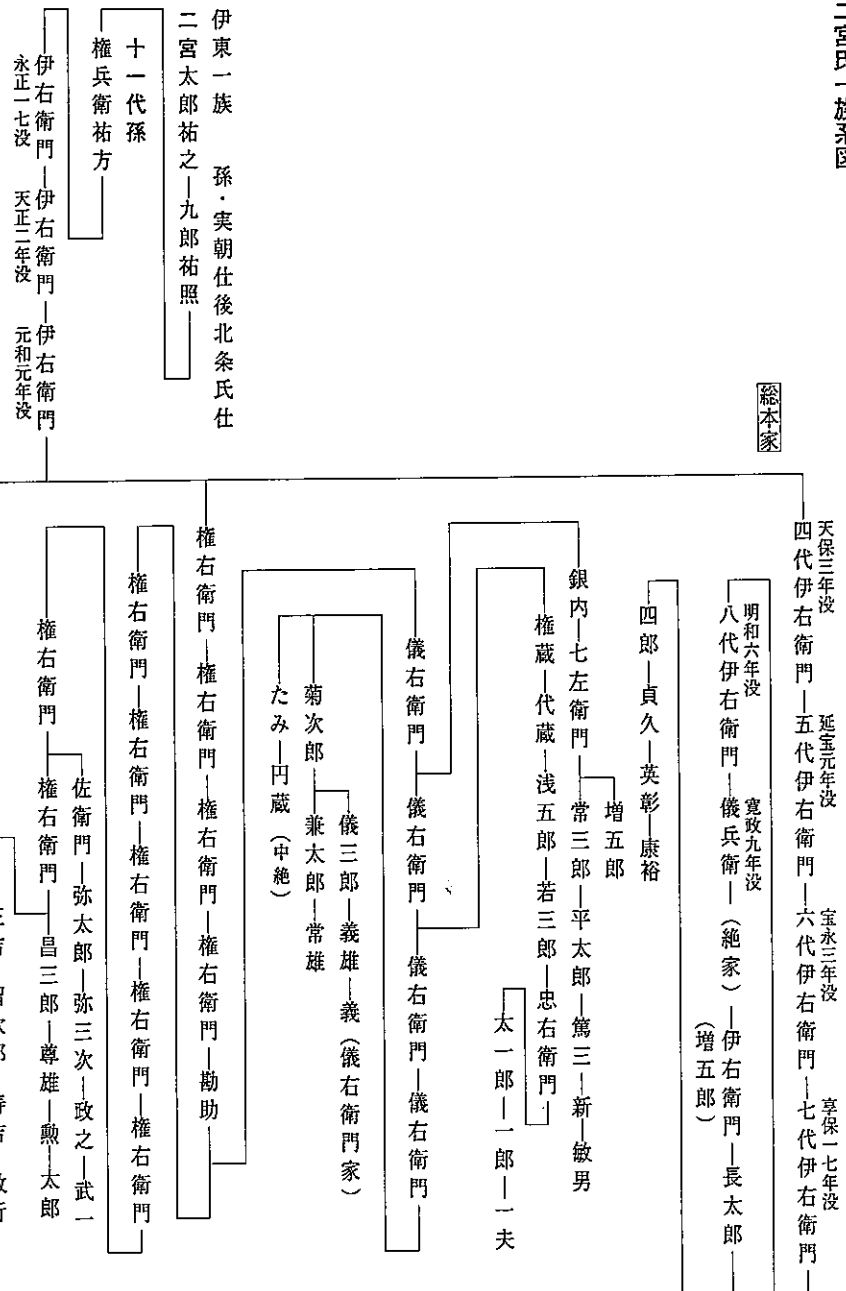 二宮氏一族系図
総本家
伊東一族　孫・実朝仕後北条氏仕
二宮太郎祐之―九郎祐照
十一代孫
権兵衛祐方
伊右衛門―伊右衛門―伊右衛門
永正一七没　天正二年没　元和元年没
天保三年没　延宝元年没　宝永三年没　享保一七年没
四代伊右衛門―五代伊右衛門―六代伊右衛門―七代伊右衛門
明和六年没　寛政九年没
八代伊右衛門―儀兵衛―（絶家）―伊右衛門―長太郎
（増五郎）
四郎―貞久―英彰―康裕
増五郎
銀内―七左衛門―常三郎―平太郎―篤三―新―敏男
権蔵―代蔵―浅五郎―若三郎―忠右衛門
太一郎―一郎―一夫
儀右衛門―儀右衛門―儀右衛門―儀右衛門
儀三郎―義雄―義（儀右衛門家）
菊次郎―兼太郎―常雄
たみ―円蔵（中絶）
権右衛門―権右衛門―権右衛門―権右衛門―勘助
権右衛門―権右衛門―権右衛門―権右衛門―権右衛門
佐衛門―弥太郎―弥三次―政之―武一
権右衛門―権右衛門―昌三郎―尊雄―勲―太郎